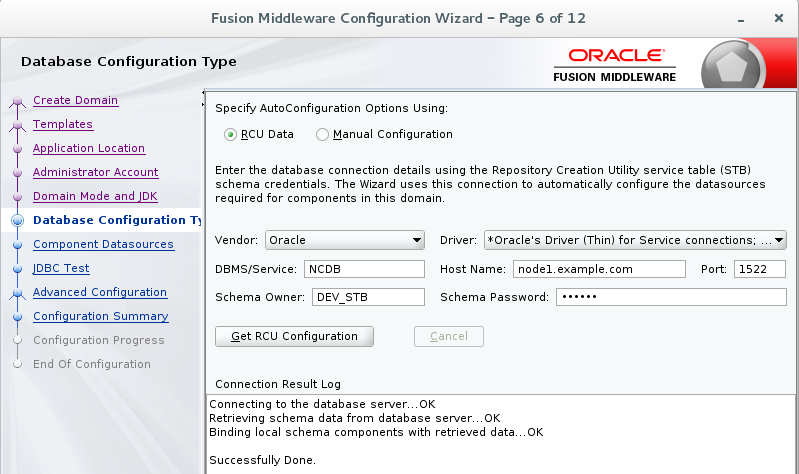 Fusion Middleware Configuration Wizard – Page 6 of 12
Database Configuration Type
ORACLE
FUSION MIDDLEWARE
Create Domain
Templates
Application Location
Administrator Account
Domain Mode and JDK
Database Configuration Ty
Component Datasources
JDBC Test
Advanced Configuration
Configuration Summary
Configuration Progress
End Of Configuration
Specify AutoConfiguration Options Using:
RCU Data Manual Configuration
Enter the database connection details using the Repository Creation Utility service table (STB)
schema credentials. The Wizard uses this connection to automatically configure the datasources
required for components in this domain.
Vendor: Oracle Driver: *Oracle's Driver (Thin) for Service connections; ...
DBMS/Service: NCDB Host Name: node1.example.com Port: 1522
Schema Owner: DEV_STB Schema Password: ••••••
Get RCU Configuration Cancel
Connection Result Log
Connecting to the database server...OK
Retrieving schema data from database server...OK
Binding local schema components with retrieved data...OK
Successfully Done.